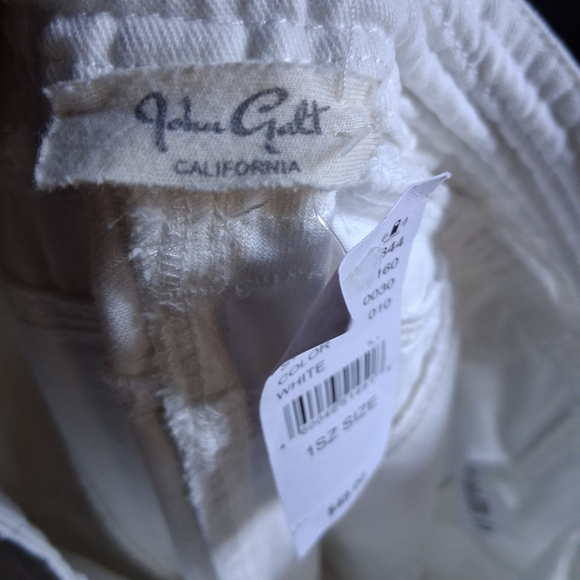 John Galt
CALIFORNIA
344
160
0030
010
COLOR
WHITE
1SZ SIZE